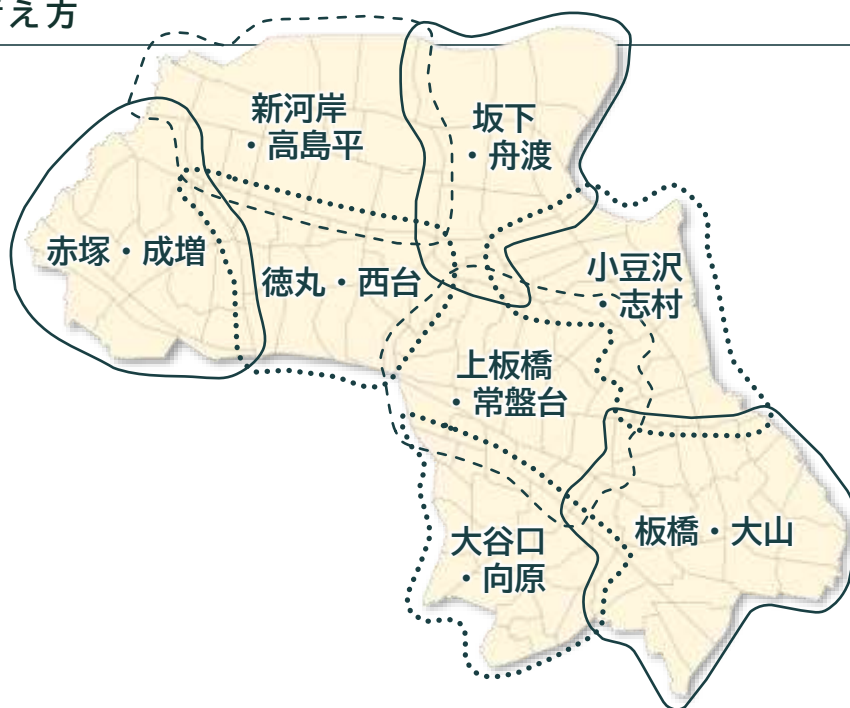 え方
新河岸
・高島平
坂下
・舟渡
赤塚・成増
徳丸・西台
小豆沢
・志村
上板橋
・常盤台
大谷口
・向原
板橋・大山